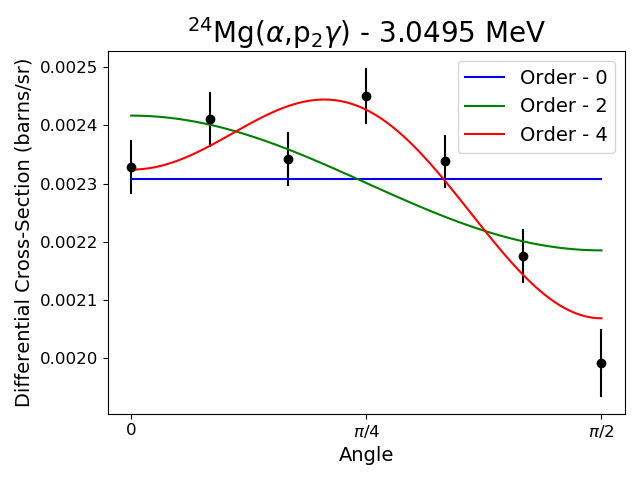 ²⁴Mg(α,p₂γ) - 3.0495 MeV
Order - 0
Order - 2
Order - 4
Differential Cross-Section (barns/sr)
0.0025
0.0024
0.0023
0.0022
0.0021
0.0020
0 π/4 π/2
Angle